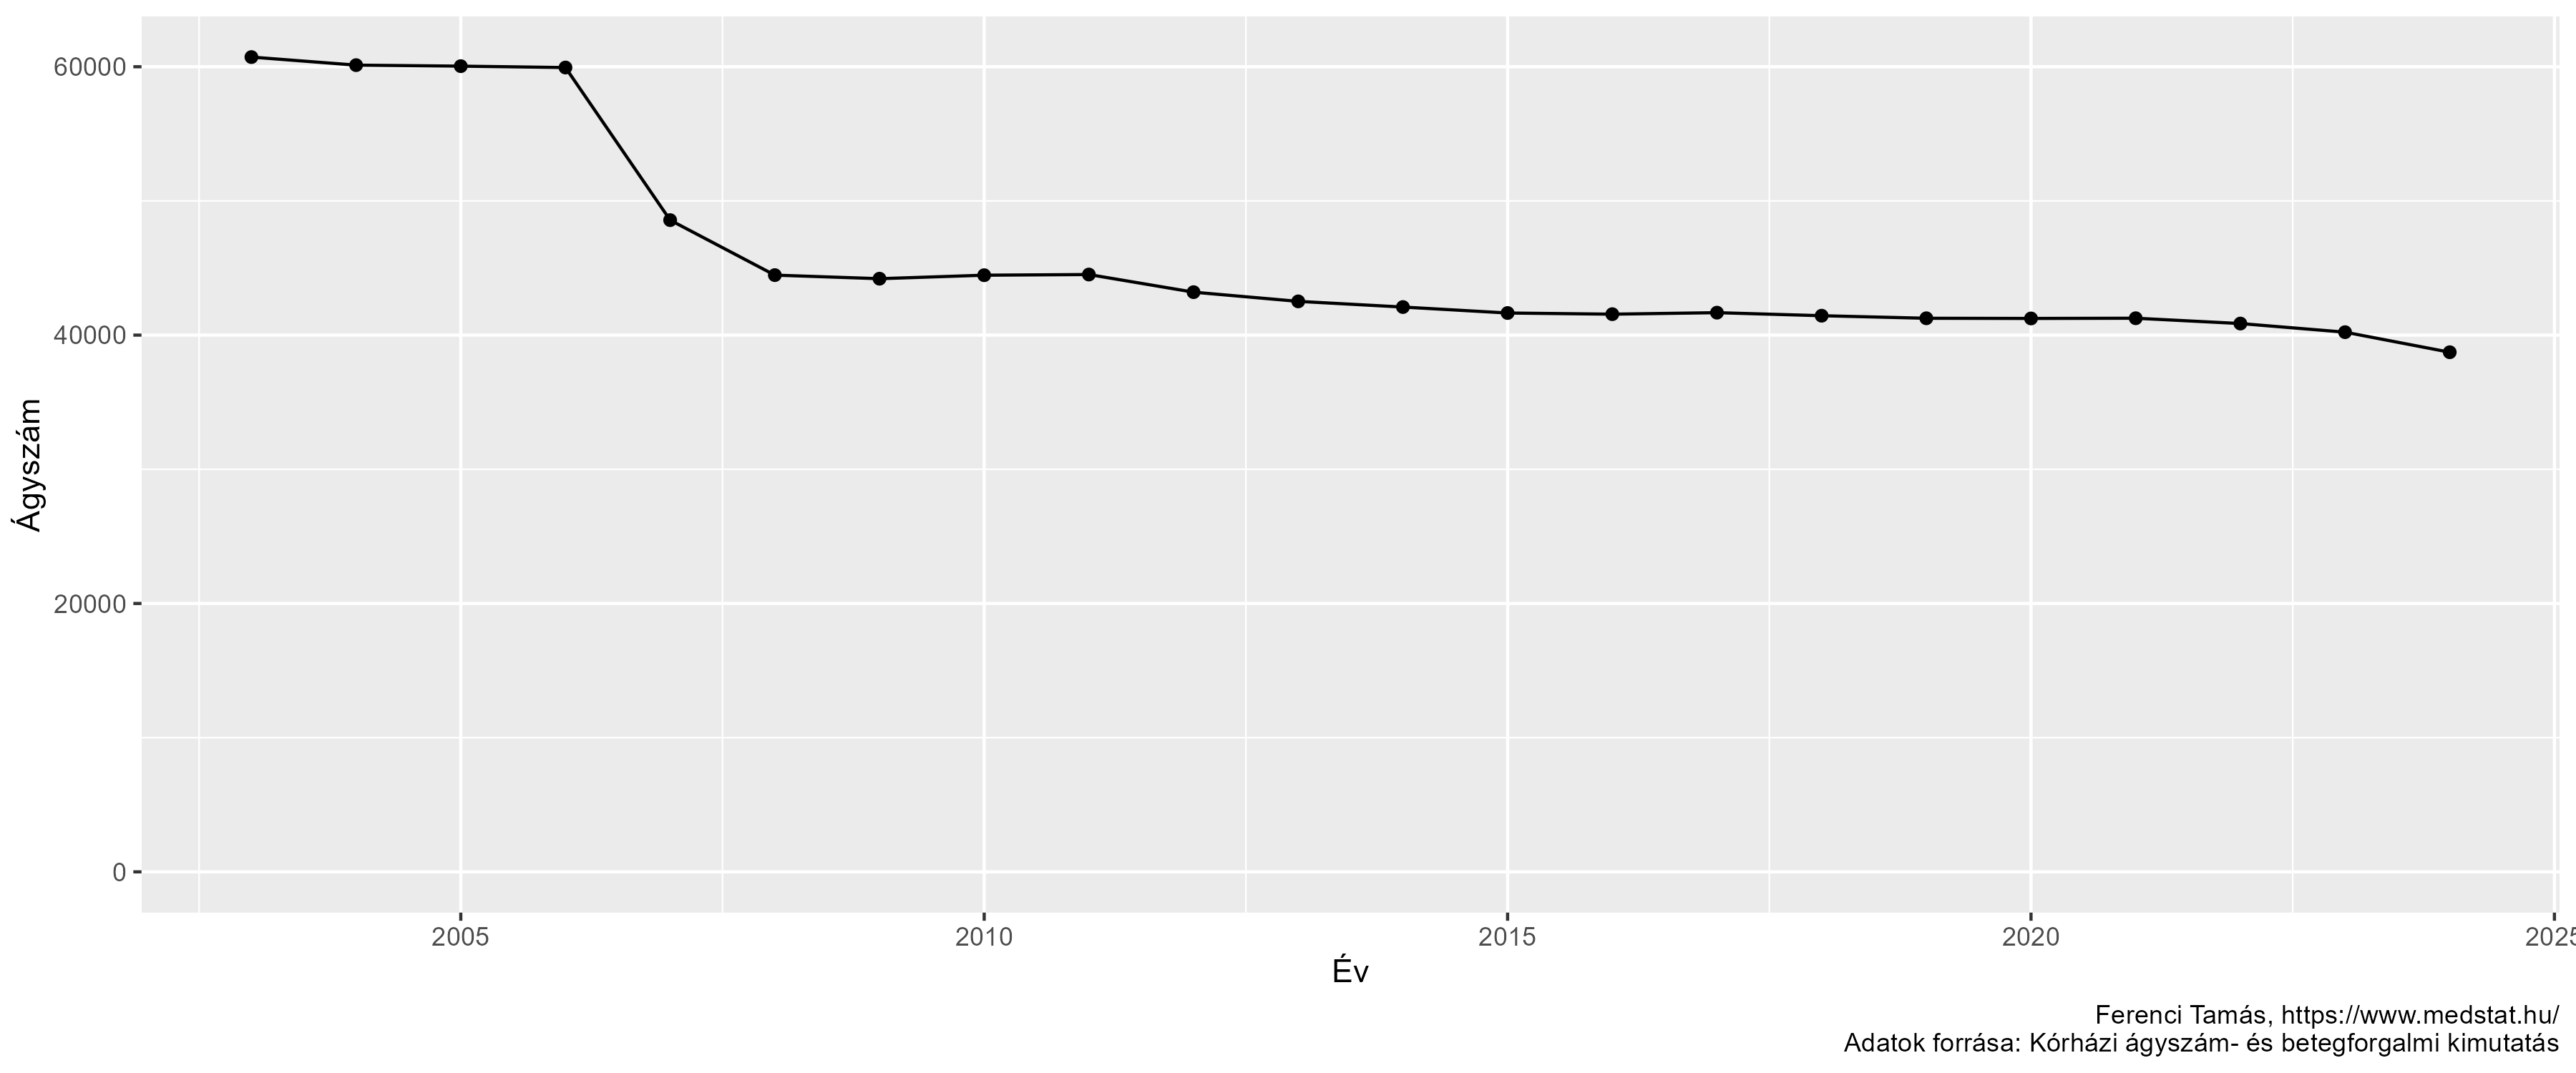 60000
40000
20000
0
Ágyszám
2005
2010
2015
2020
2025
Év
Ferenci Tamás, https://www.medstat.hu/
Adatok forrása: Kórházi ágyszám- és betegforgalmi kimutatás